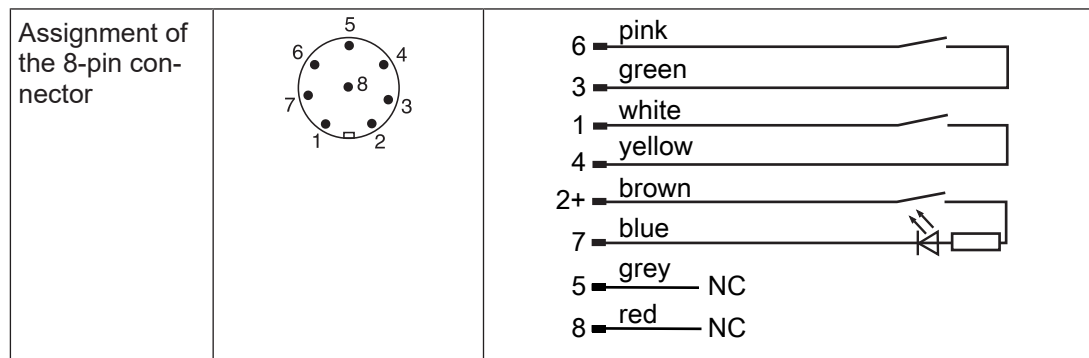 Assignment of
the 8-pin con-
nector
5
6
4
8
7
3
1
2
6 pink
3 green
1 white
4 yellow
2+ brown
7 blue
5 grey NC
8 red NC